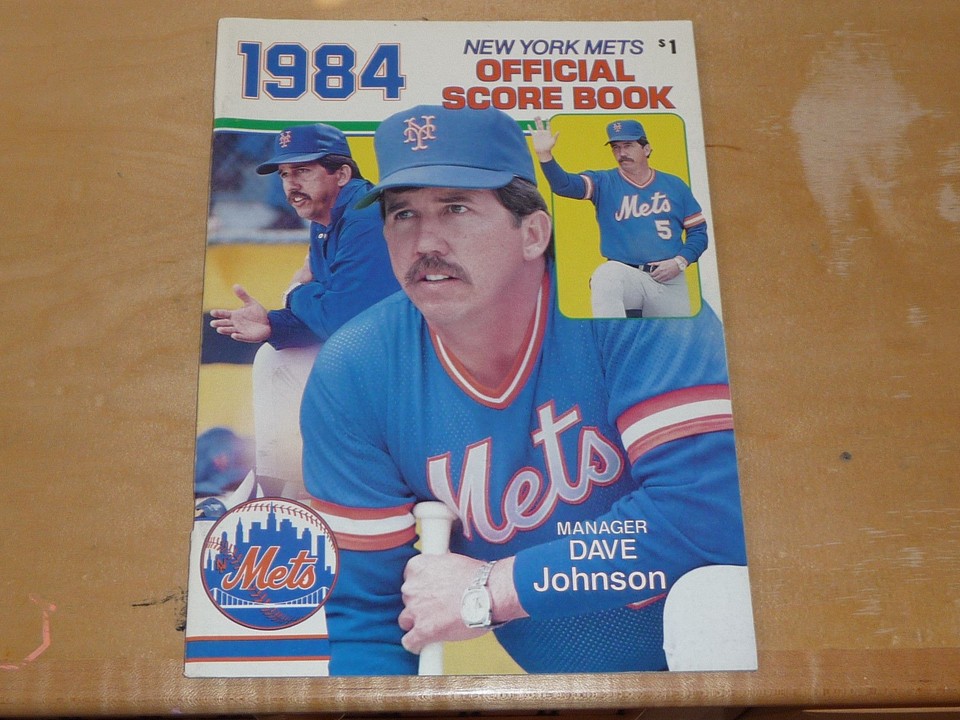 1984
NEW YORK METS $1
OFFICIAL
SCORE BOOK
Mets
5
Mets
MANAGER
DAVE
Johnson
Mets